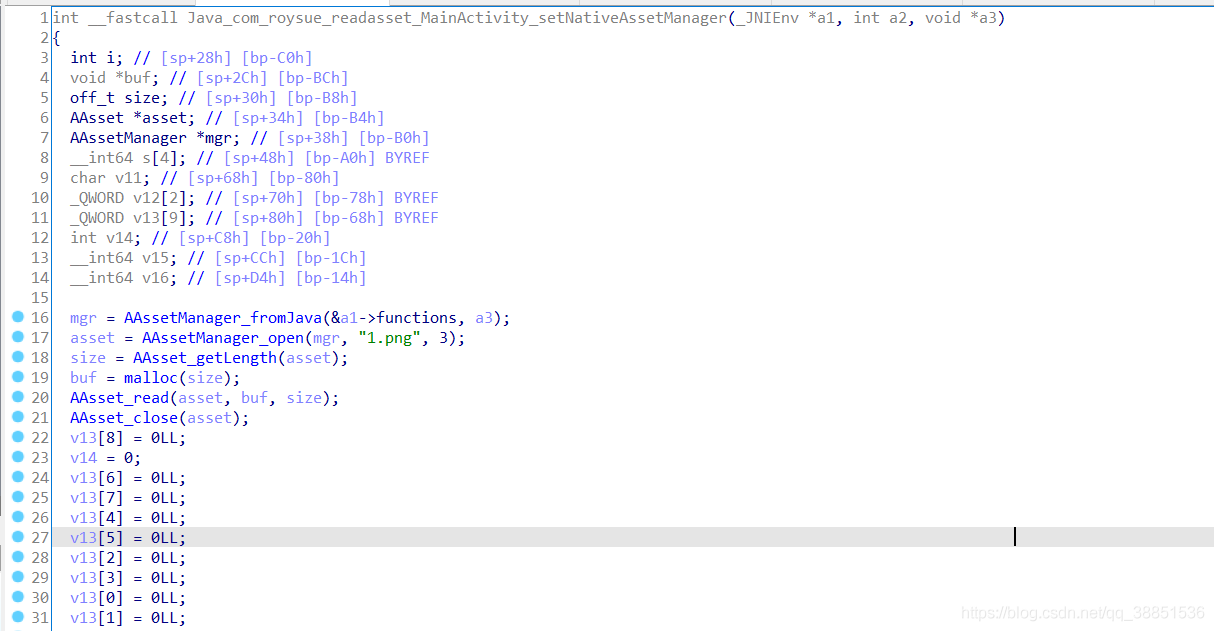 1 int __fastcall Java_com_roysue_readasset_MainActivity_setNativeAssetManager(_JNIEnv *a1, int a2, void *a3)
2 {
3 int i; // [sp+28h] [bp-C0h]
4 void *buf; // [sp+2Ch] [bp-BCh]
5 off_t size; // [sp+30h] [bp-B8h]
6 AAsset *asset; // [sp+34h] [bp-B4h]
7 AAssetManager *mgr; // [sp+38h] [bp-B0h]
8 __int64 s[4]; // [sp+48h] [bp-A0h] BYREF
9 char v11; // [sp+68h] [bp-80h]
10 _QWORD v12[2]; // [sp+70h] [bp-78h] BYREF
11 _QWORD v13[9]; // [sp+80h] [bp-68h] BYREF
12 int v14; // [sp+C8h] [bp-20h]
13 __int64 v15; // [sp+CCh] [bp-1Ch]
14 __int64 v16; // [sp+D4h] [bp-14h]
15
16 mgr = AAssetManager_fromJava(&a1->functions, a3);
17 asset = AAssetManager_open(mgr, "1.png", 3);
18 size = AAsset_getLength(asset);
19 buf = malloc(size);
20 AAsset_read(asset, buf, size);
21 AAsset_close(asset);
22 v13[8] = 0LL;
23 v14 = 0;
24 v13[6] = 0LL;
25 v13[7] = 0LL;
26 v13[4] = 0LL;
27 v13[5] = 0LL;
28 v13[2] = 0LL;
29 v13[3] = 0LL;
30 v13[0] = 0LL;
31 v13[1] = 0LL;
https://blog.csdn.net/qq_38851536